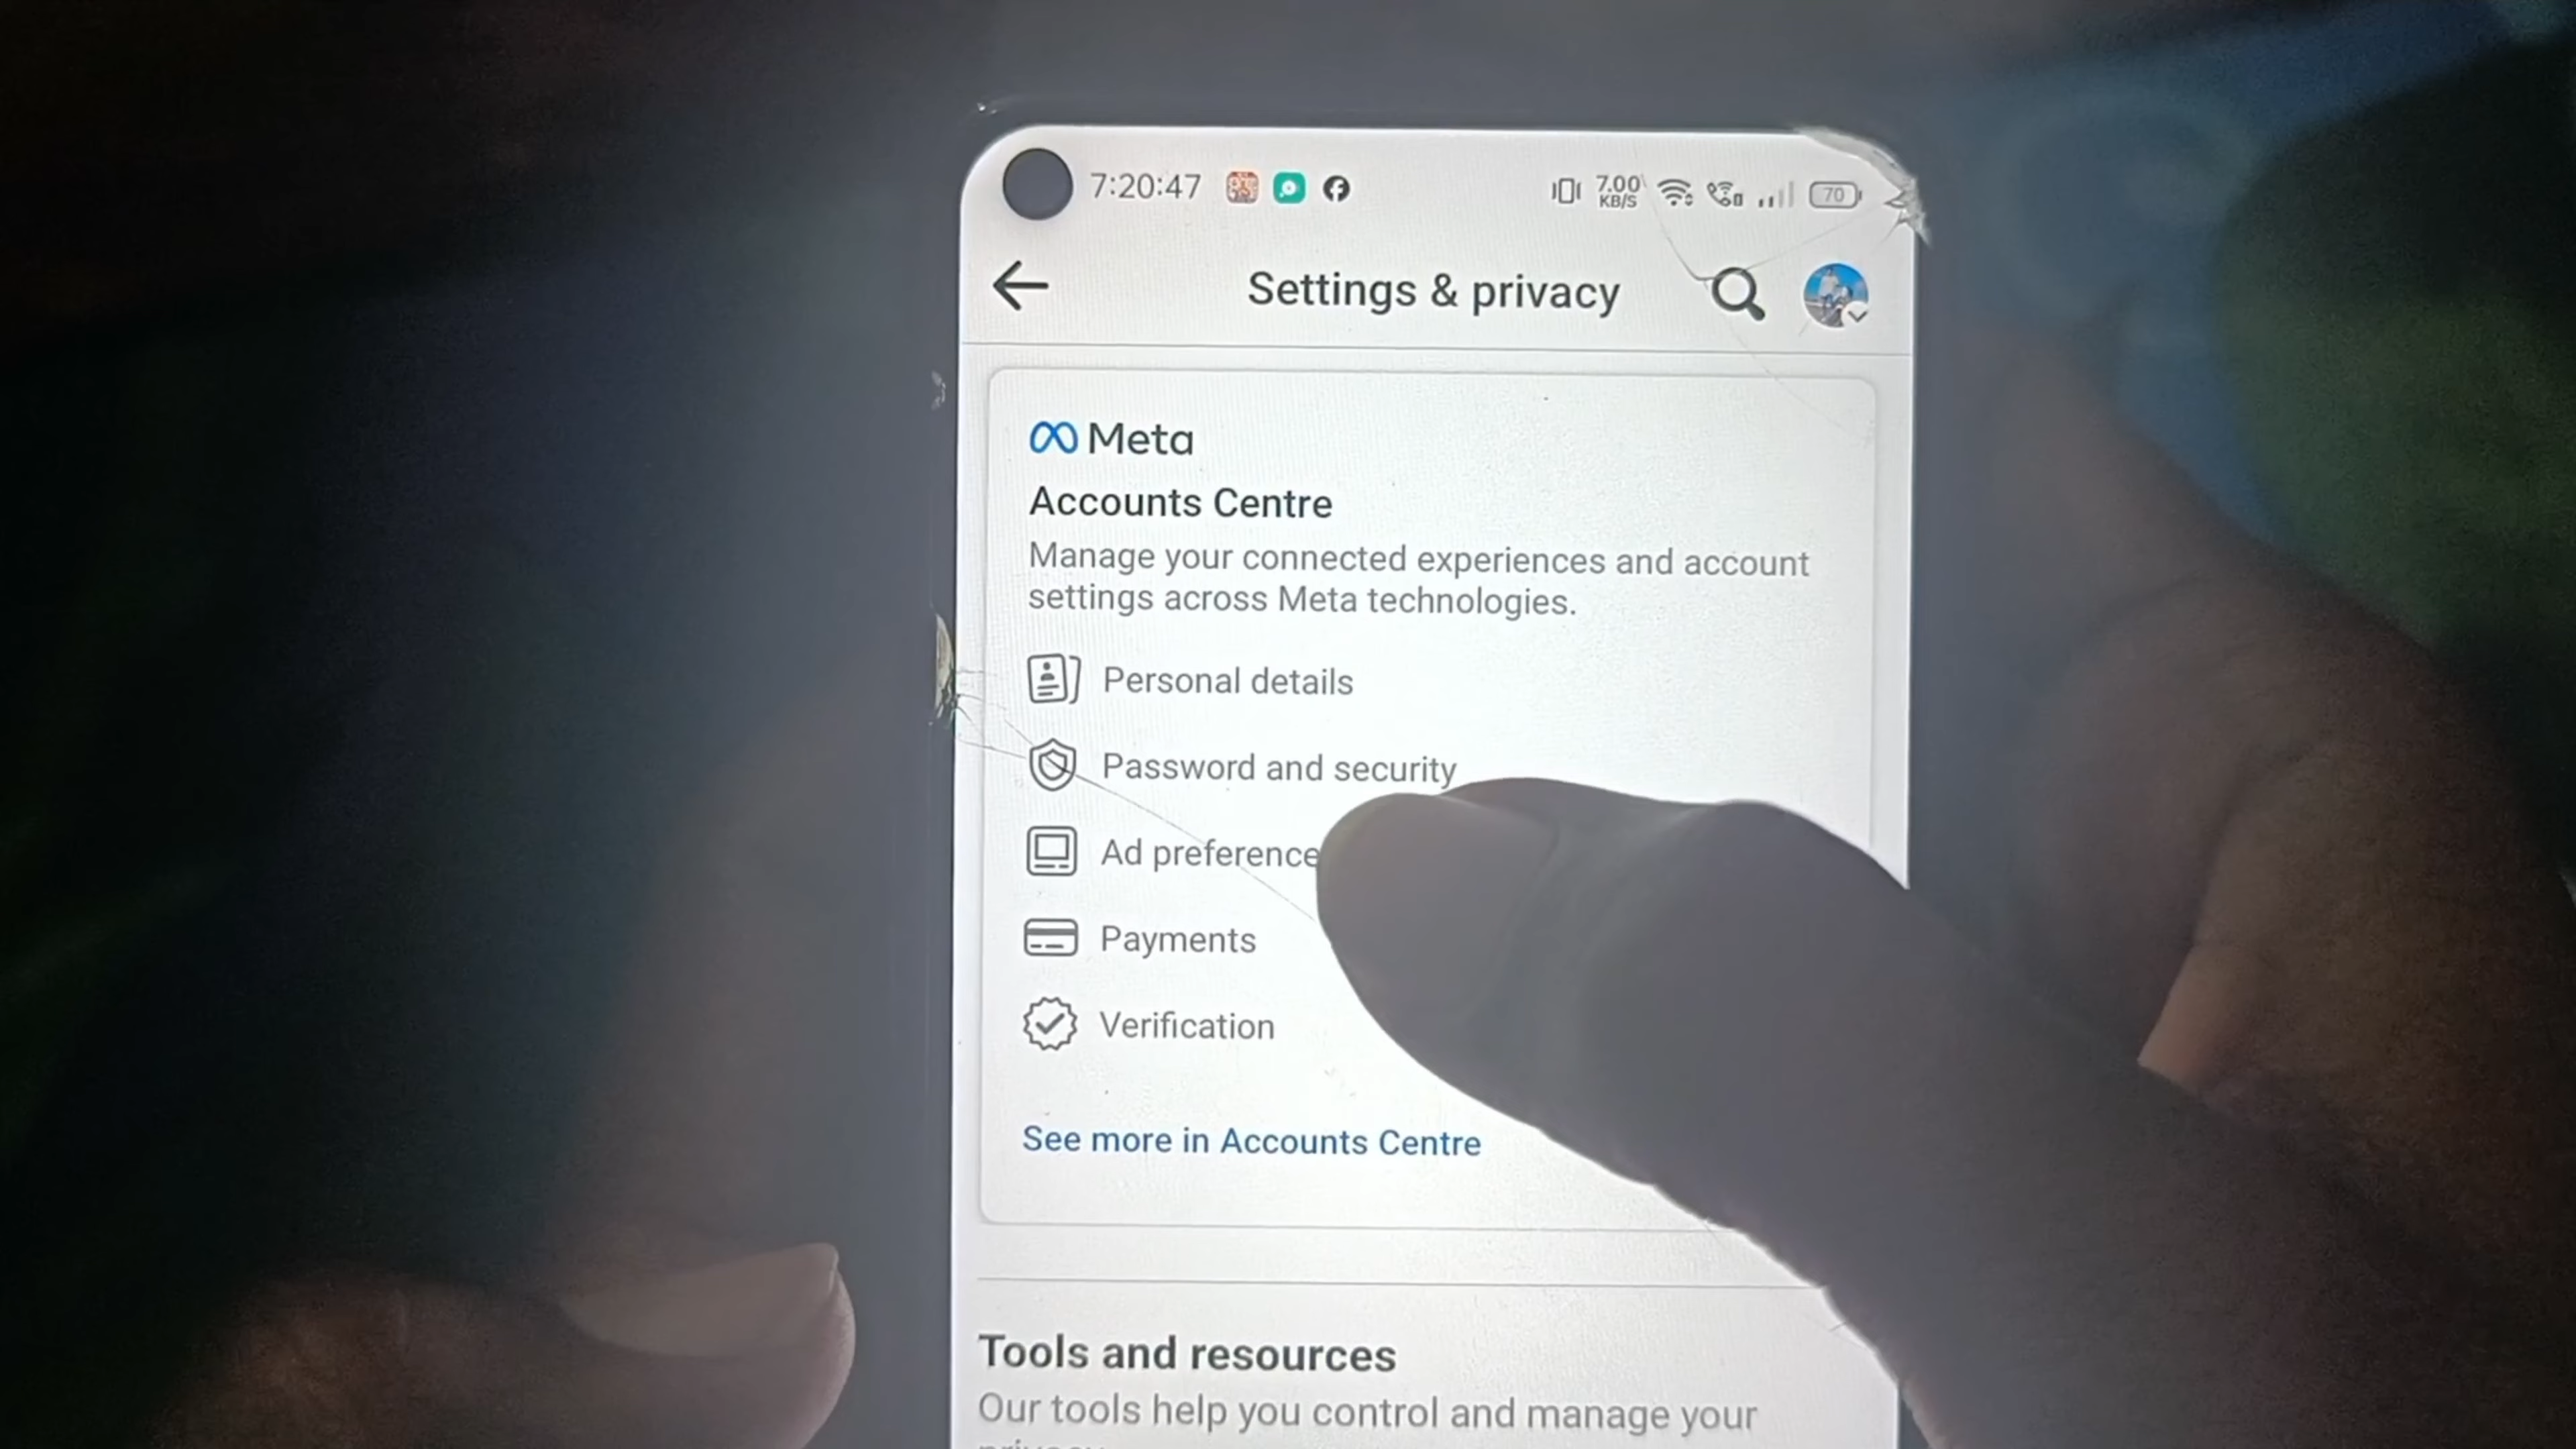 7:20:47 7.00 KB/S 70
Settings & privacy
Meta
Accounts Centre
Manage your connected experiences and account
settings across Meta technologies.
Personal details
Password and security
Ad preference
Payments
Verification
See more in Accounts Centre
Tools and resources
Our tools help you control and manage your